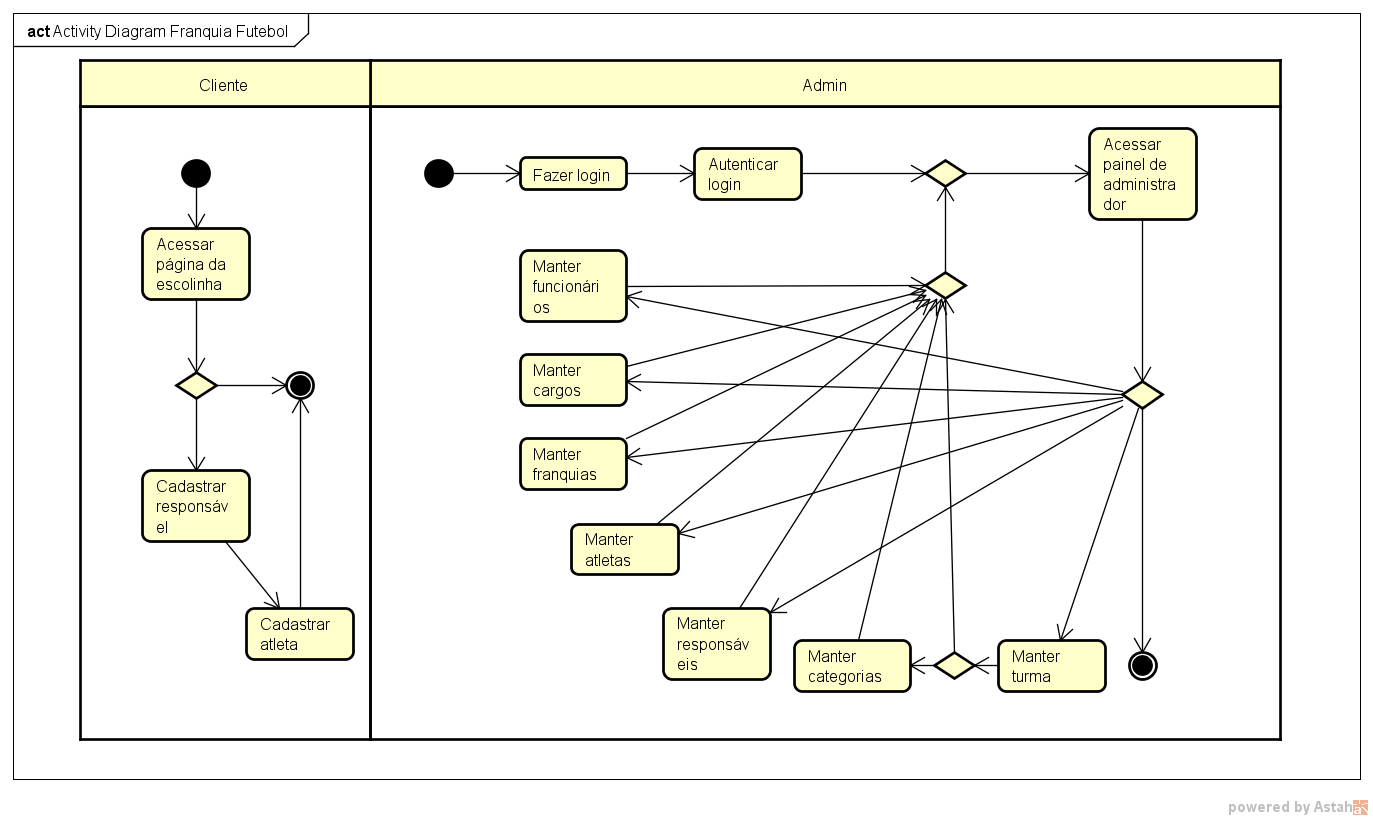 act Activity Diagram Franquia Futebol
Cliente
Admin
Acessar
página da
escolinha
Cadastrar
responsáv
el
Cadastrar
atleta
Fazer login
Autenticar
login
Acessar
painel de
administra
dor
Manter
funcionári
os
Manter
cargos
Manter
franquias
Manter
atletas
Manter
responsáv
eis
Manter
categorias
Manter
turma
powered by Astah